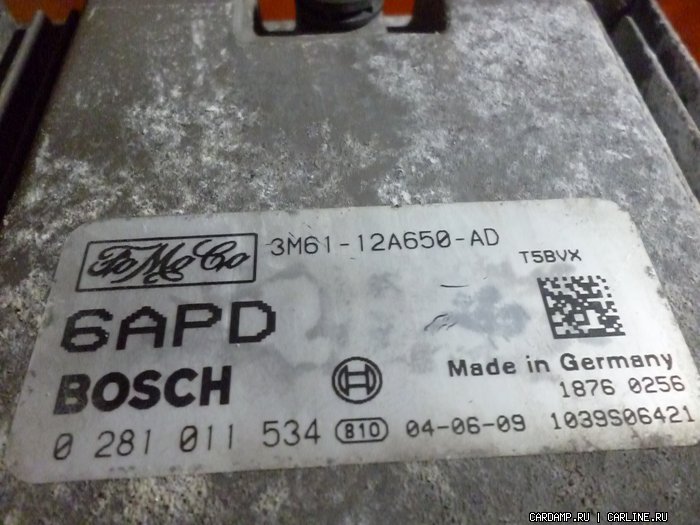 FoMoCo 3M61-12A650-AD
T5BVX
6APD
BOSCH Made in Germany
1876 0256
0 281 011 534 810 04-06-09 1039S06421
CARDAMP.RU | CARLINE.RU